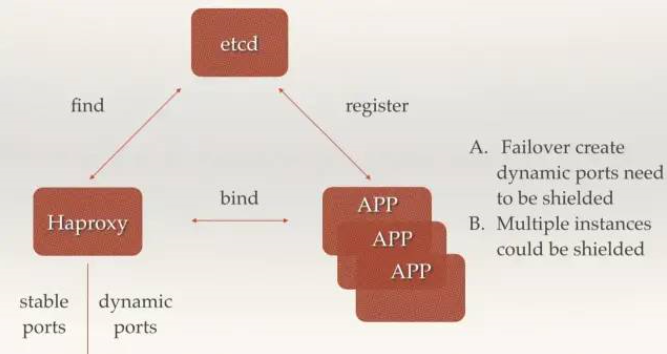 etcd
find
register
A. Failover create
dynamic ports need
to be shielded
B. Multiple instances
could be shielded
bind
Haproxy
APP
APP
APP
stable
ports
dynamic
ports